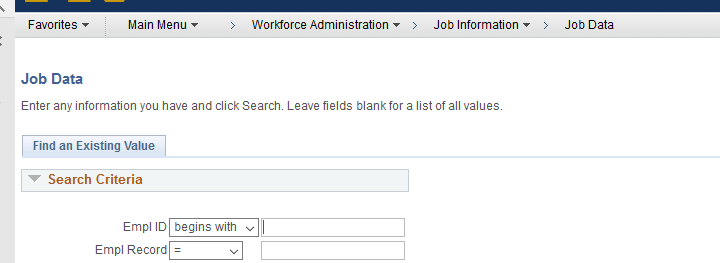 Favorites Main Menu > Workforce Administration > Job Information > Job Data
Job Data
Enter any information you have and click Search. Leave fields blank for a list of all values.
Find an Existing Value
Search Criteria
Empl ID begins with
Empl Record =